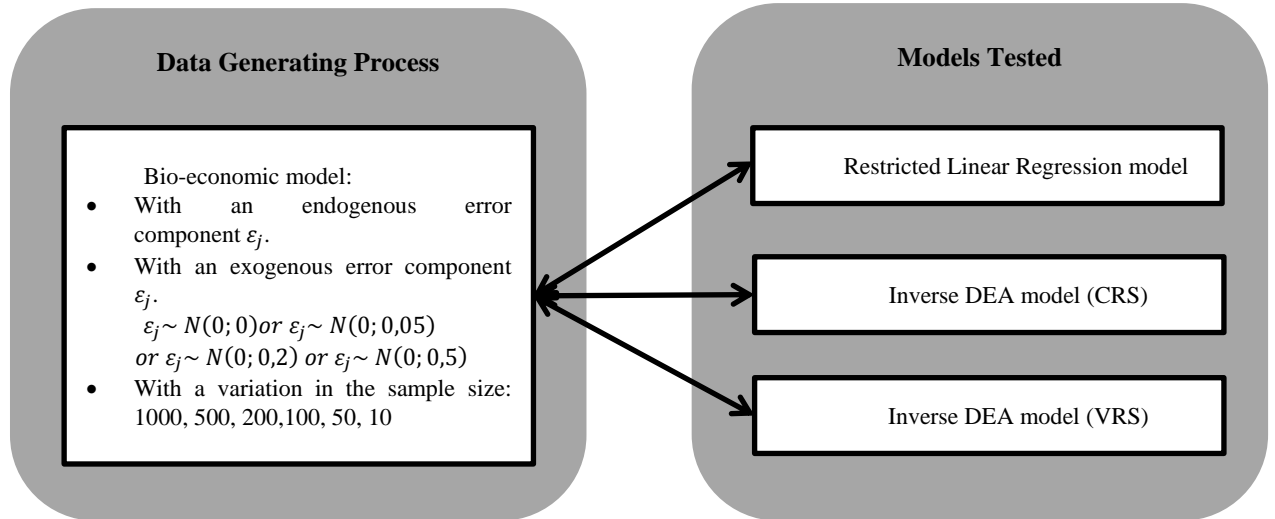 Data Generating Process
Bio-economic model:
• With an endogenous error
component εj.
• With an exogenous error component
εj.
εj~ N(0; 0)or εj~ N(0; 0,05)
or εj~ N(0; 0,2) or εj~ N(0; 0,5)
• With a variation in the sample size:
1000, 500, 200,100, 50, 10
Models Tested
Restricted Linear Regression model
Inverse DEA model (CRS)
Inverse DEA model (VRS)